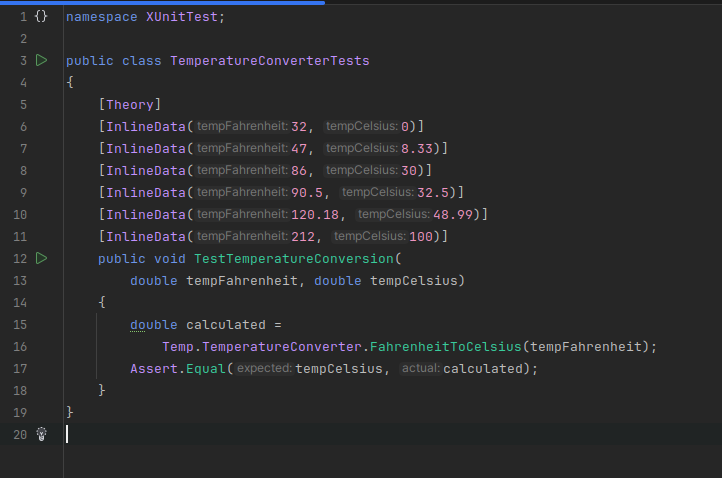 1 {} namespace XUnitTest;
2
3 public class TemperatureConverterTests
4 {
5 [Theory]
6 [InlineData(tempFahrenheit: 32, tempCelsius: 0)]
7 [InlineData(tempFahrenheit: 47, tempCelsius: 8.33)]
8 [InlineData(tempFahrenheit: 86, tempCelsius: 30)]
9 [InlineData(tempFahrenheit: 90.5, tempCelsius: 32.5)]
10 [InlineData(tempFahrenheit: 120.18, tempCelsius: 48.99)]
11 [InlineData(tempFahrenheit: 212, tempCelsius: 100)]
12 public void TestTemperatureConversion(
13 double tempFahrenheit, double tempCelsius)
14 {
15 double calculated =
16 Temp.TemperatureConverter.FahrenheitToCelsius(tempFahrenheit);
17 Assert.Equal(expected: tempCelsius, actual: calculated);
18 }
19 }
20